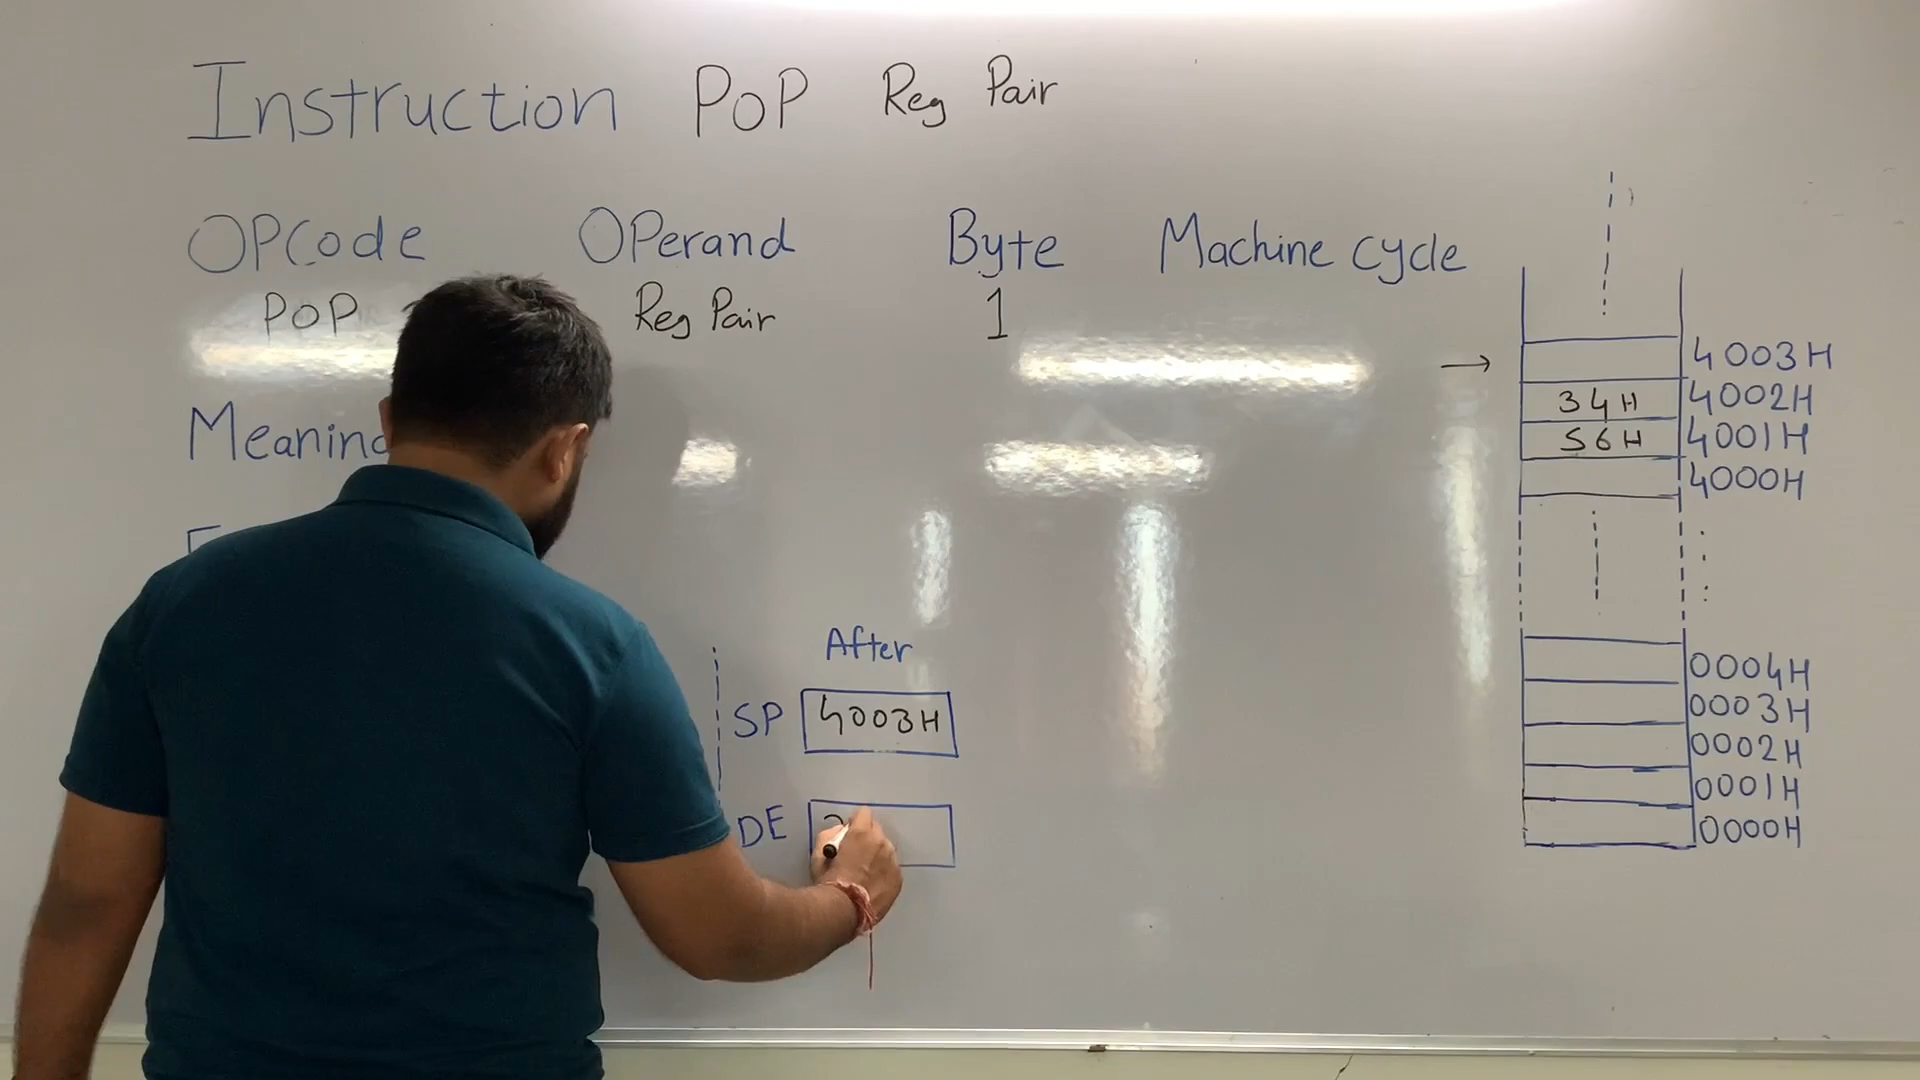 Instruction POP Reg Pair
OPCode OPerand Byte Machine cycle
POP Reg Pair 1
→
4003H
34H 4002H
56H 4001H
4000H
Meaning
After
SP 4003H
DE
0004H
0003H
0002H
0001H
0000H